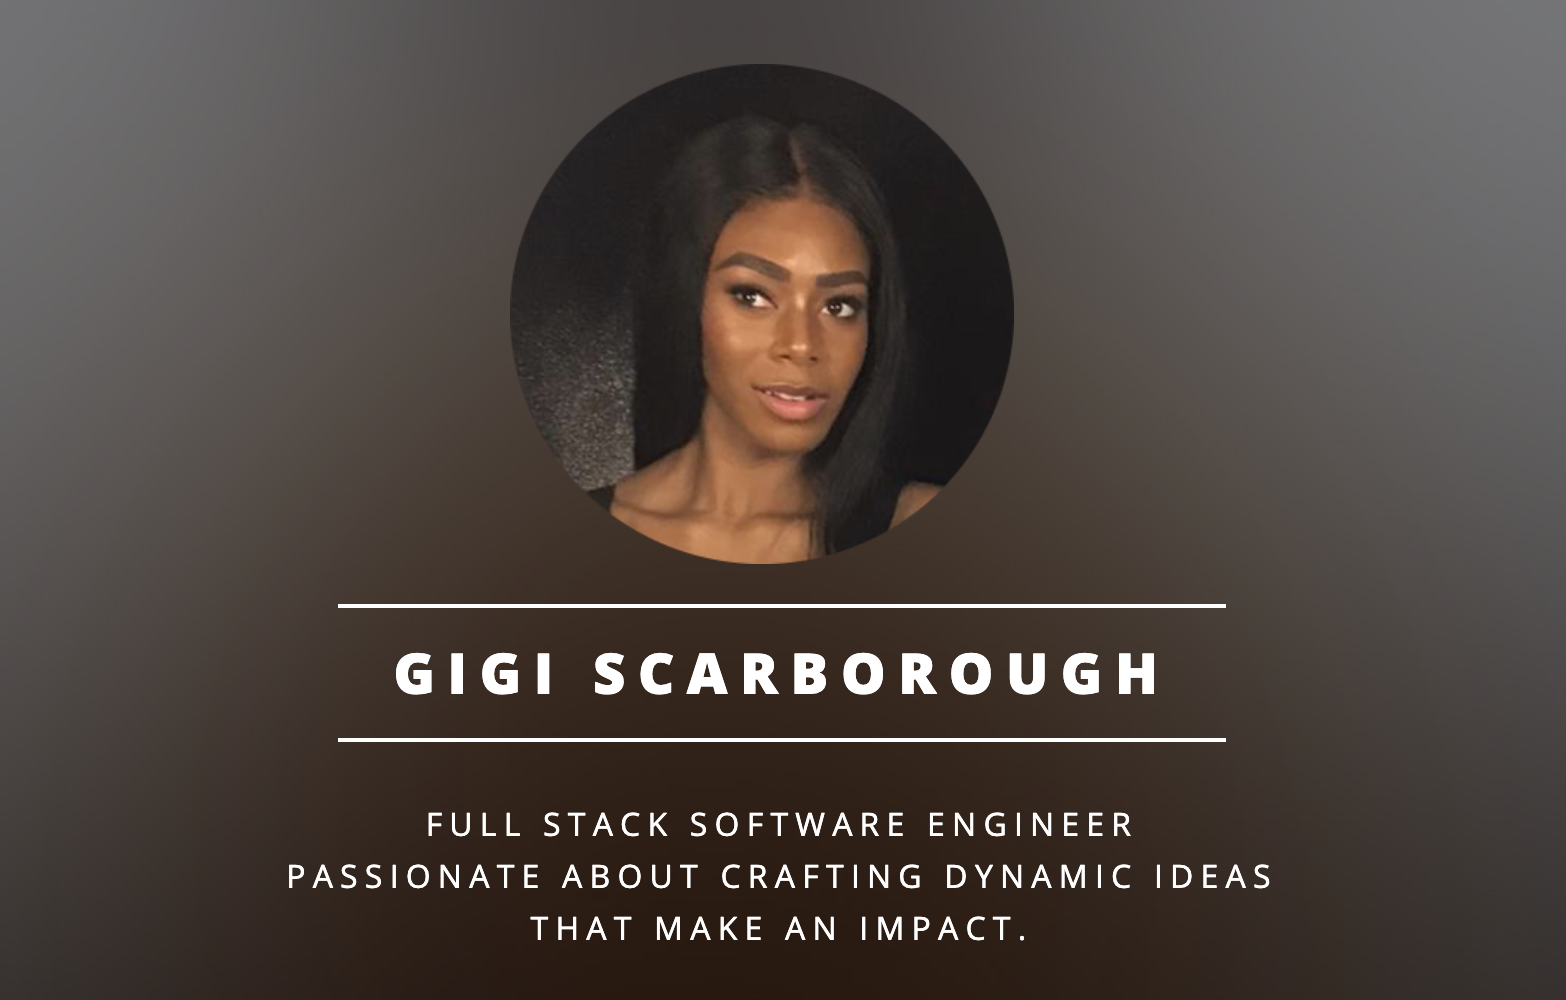 GIGI SCARBOROUGH
FULL STACK SOFTWARE ENGINEER
PASSIONATE ABOUT CRAFTING DYNAMIC IDEAS
THAT MAKE AN IMPACT.